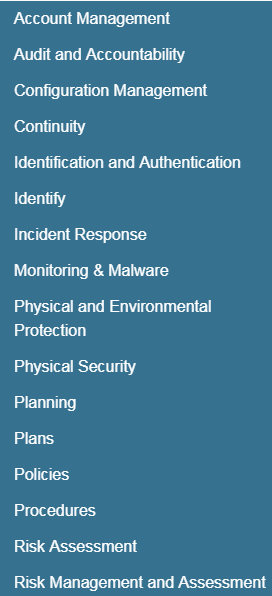 Account Management
Audit and Accountability
Configuration Management
Continuity
Identification and Authentication
Identify
Incident Response
Monitoring & Malware
Physical and Environmental
Protection
Physical Security
Planning
Plans
Policies
Procedures
Risk Assessment
Risk Management and Assessment